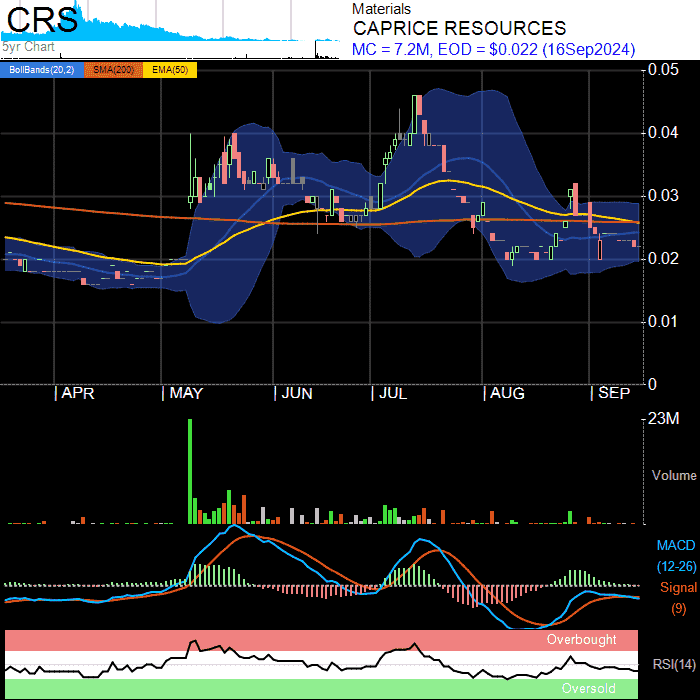 CRS
5yr Chart
Materials
CAPRICE RESOURCES
MC = 7.2M, EOD = $0.022 (16Sep2024)
BollBands(20,2) SMA(200) EMA(50)
0.05
0.04
0.03
0.02
0.01
0
APR MAY JUN JUL AUG SEP
23M
Volume
MACD
(12-26)
Signal
(9)
Overbought
RSI(14)
Oversold